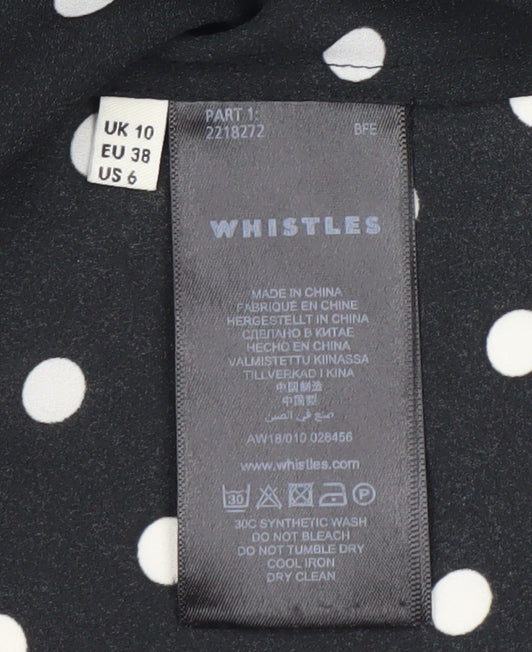 UK 10
EU 38
US 6
PART 1:
2218272 BFE
WHISTLES
MADE IN CHINA
FABRIQUÉ EN CHINE
HERGESTELLT IN CHINA
СДЕЛАНО В КИТАЕ
HECHO EN CHINA
VALMISTETTU KIINASSA
TILLVERKAD I KINA
中国制造
中國製
صنع في الصين
AW18/010 028456
www.whistles.com
30 P
30C SYNTHETIC WASH
DO NOT BLEACH
DO NOT TUMBLE DRY
COOL IRON
DRY CLEAN